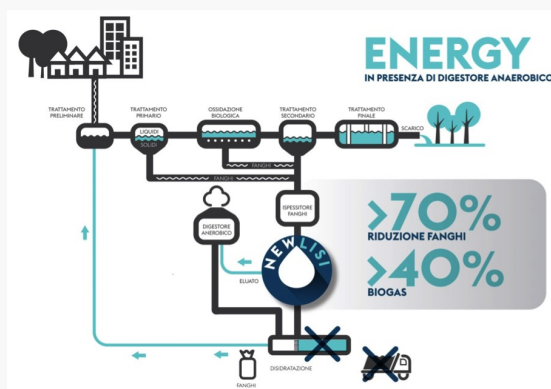 ENERGY
IN PRESENZA DI DIGESTORE ANAEROBICO
TRATTAMENTO
PRELIMINARE
TRATTAMENTO
PRIMARIO
OSSIDAZIONE
BIOLOGICA
TRATTAMENTO
SECONDARIO
TRATTAMENTO
FINALE
LIQUIDI
SOLIDI
SCARICO
FANGHI
FANGHI
ISPESSITORE
FANGHI
DIGESTORE
ANEROBICO
NEWLISI
ELUATO
>70%
RIDUZIONE FANGHI
>40%
BIOGAS
DISIDRATAZIONE
FANGHI